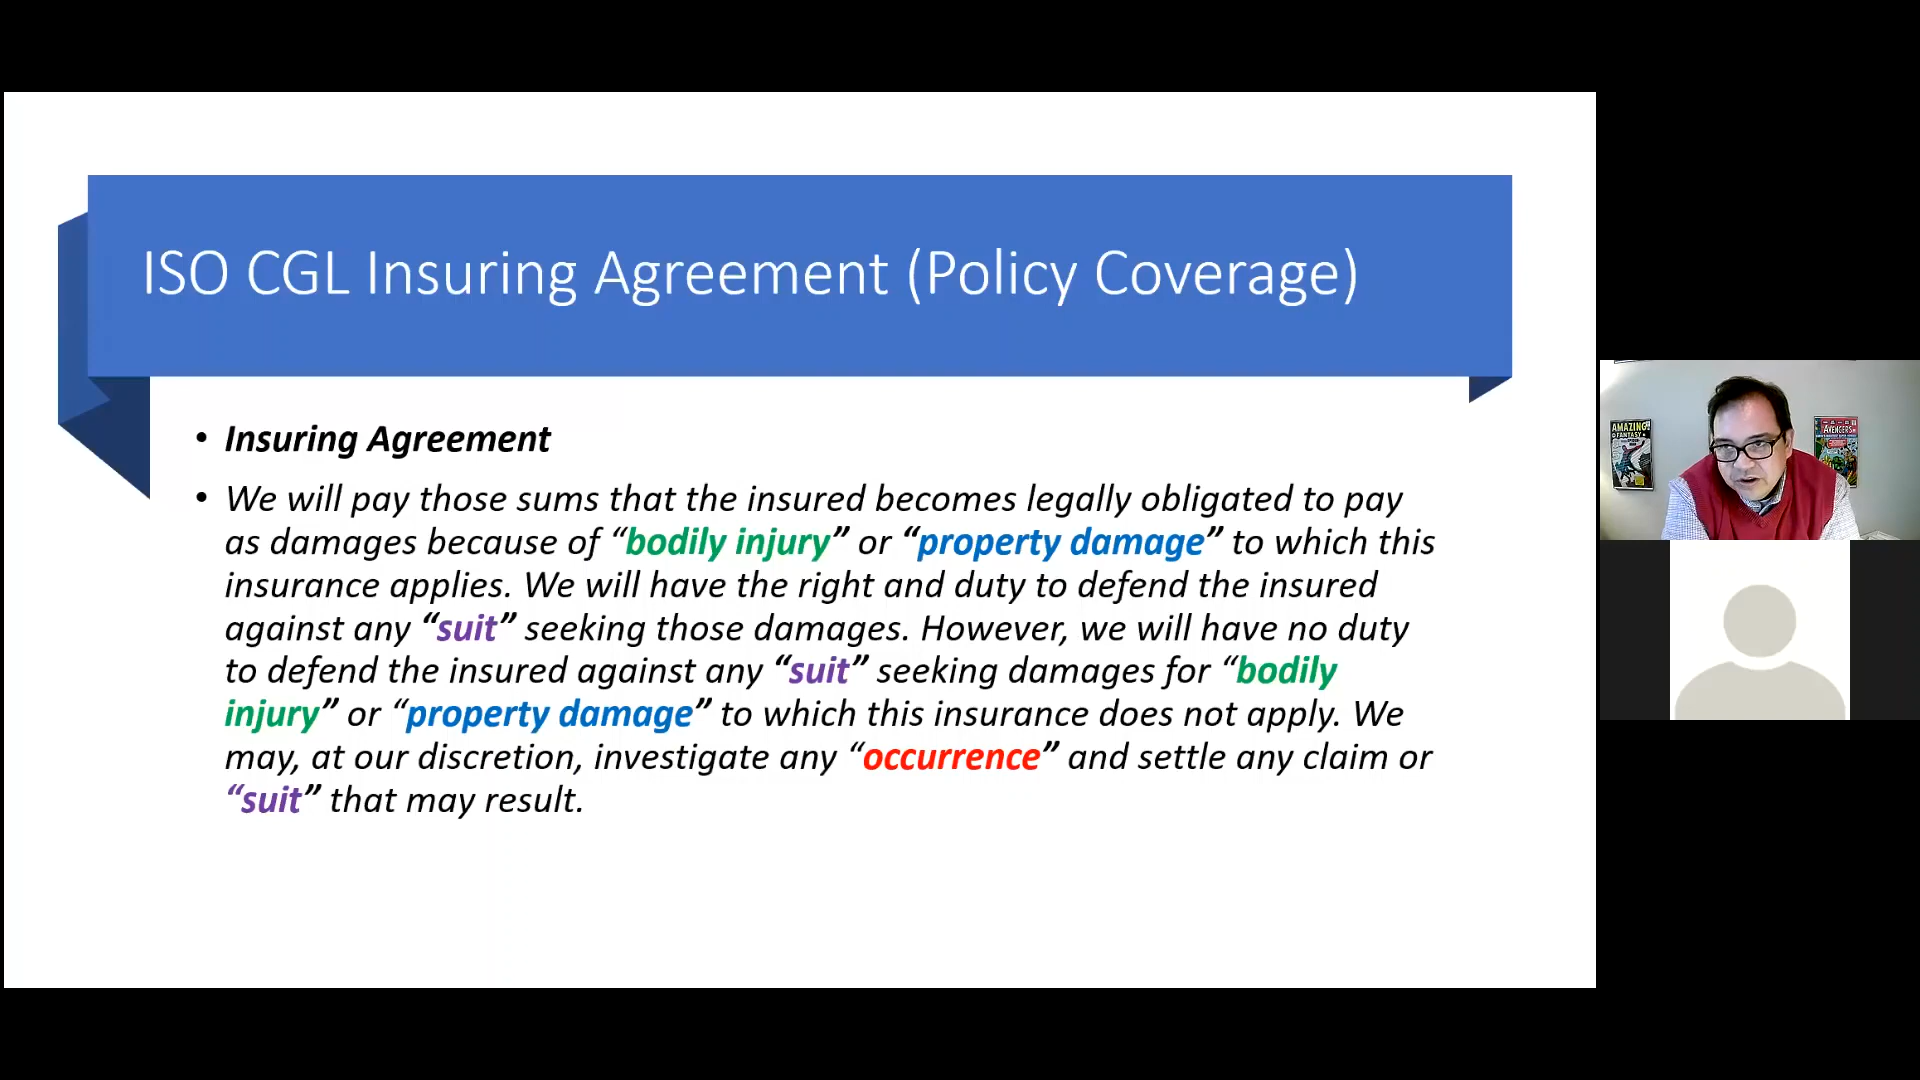 ISO CGL Insuring Agreement (Policy Coverage)
• Insuring Agreement
• We will pay those sums that the insured becomes legally obligated to pay
as damages because of “bodily injury” or “property damage” to which this
insurance applies. We will have the right and duty to defend the insured
against any “suit” seeking those damages. However, we will have no duty
to defend the insured against any “suit” seeking damages for “bodily
injury” or “property damage” to which this insurance does not apply. We
may, at our discretion, investigate any “occurrence” and settle any claim or
“suit” that may result.
AMAZING
FANTASY
AVENGERS